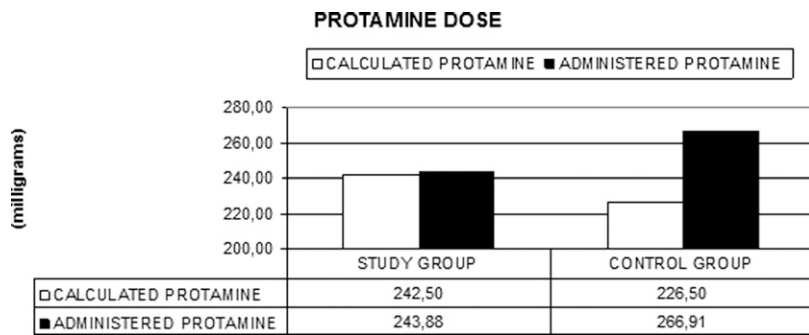 PROTAMINE DOSE
CALCULATED PROTAMINE ADMINISTERED PROTAMINE
(milligrams)
280,00
260,00
240,00
220,00
200,00
STUDY GROUP CONTROL GROUP
CALCULATED PROTAMINE 242,50 226,50
ADMINISTERED PROTAMINE 243,88 266,91